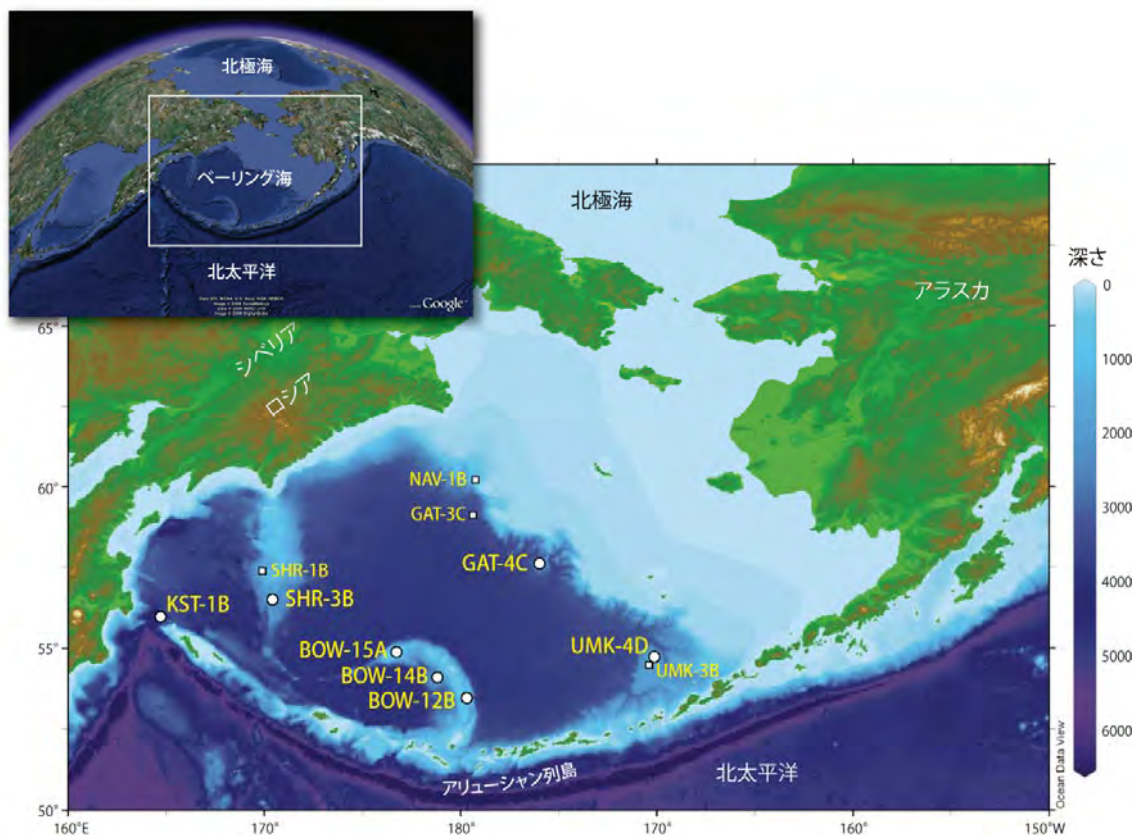 北極海
ベーリング海
北太平洋
Google
北極海
アラスカ
シベリア
ロシア
深さ
0
1000
2000
3000
4000
5000
6000
65°
60°
55°
50°
NAV-1B
GAT-3C
GAT-4C
SHR-1B
SHR-3B
KST-1B
BOW-15A
BOW-14B
BOW-12B
UMK-4D
UMK-3B
アリューシャン列島
北太平洋
Ocean Data View
160°E
170°
180°
170°
160°
150°W